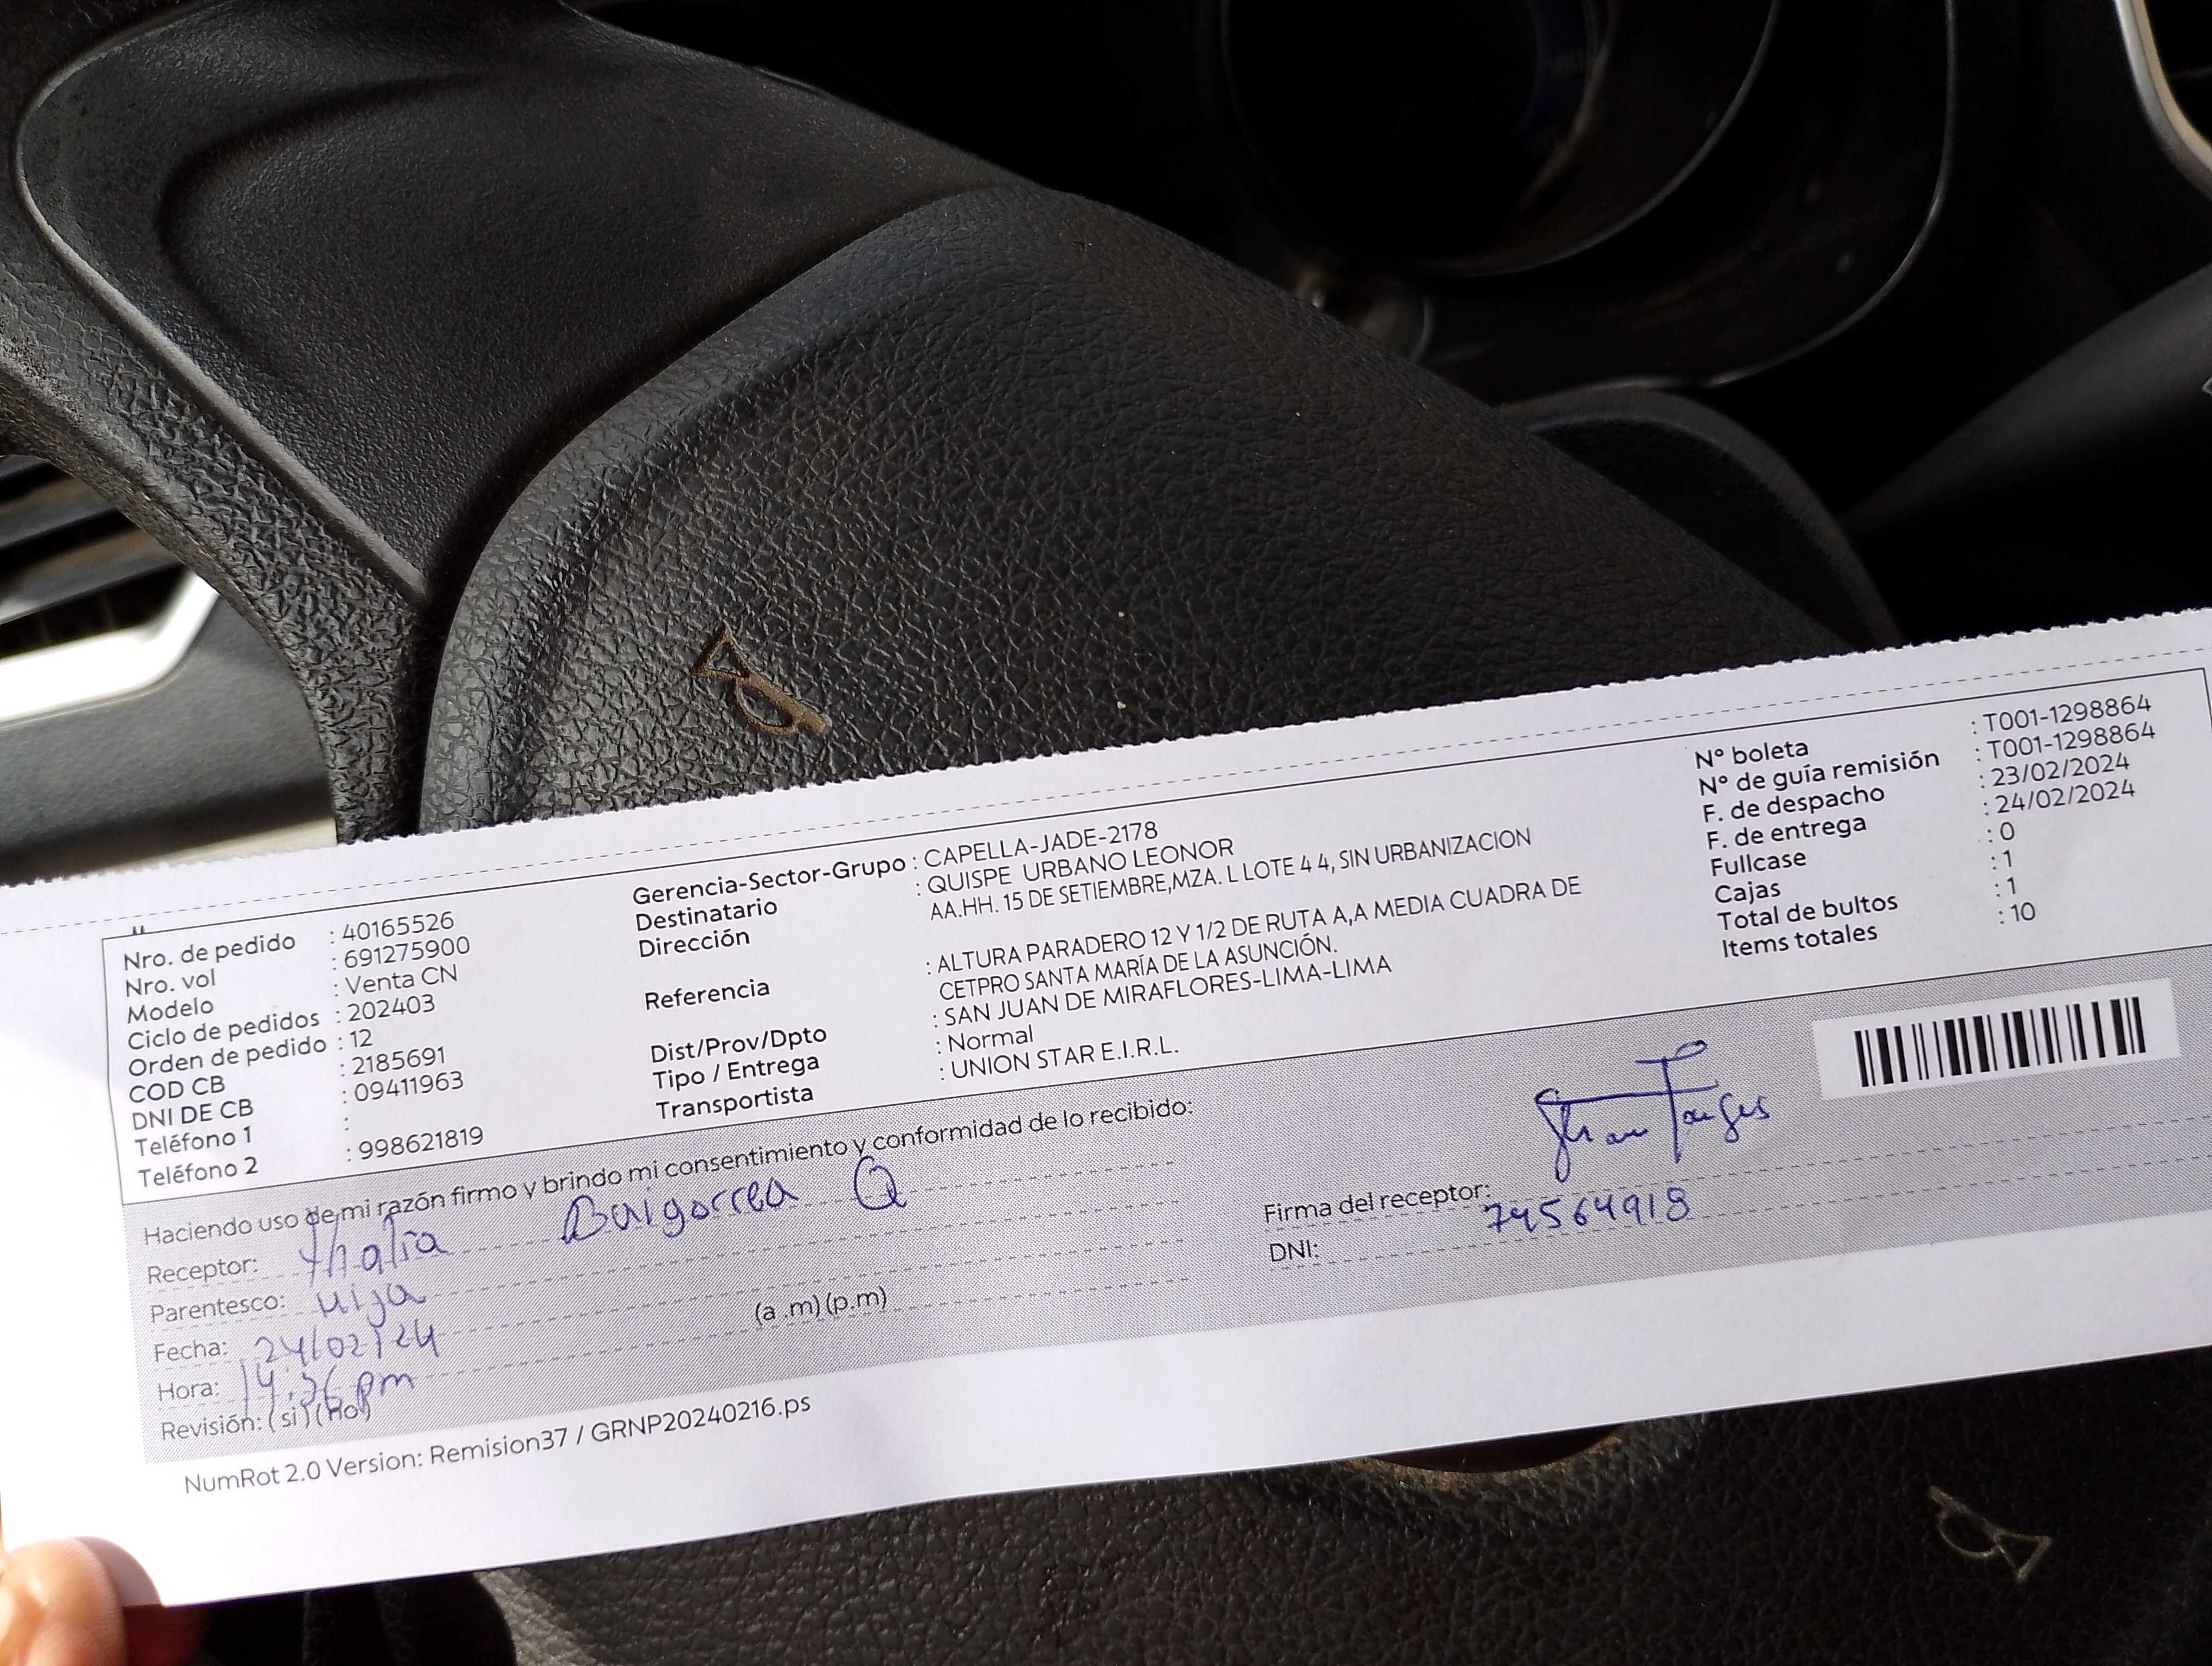 Nro. de pedido : 40165526
Nro. vol : 691275900
Modelo : Venta CN
Ciclo de pedidos : 202403
Orden de pedido : 12
COD CB : 2185691
DNI DE CB : 09411963
Teléfono 1 :
Teléfono 2 : 998621819
Gerencia-Sector-Grupo : CAPELLA-JADE-2178
Destinatario : QUISPE URBANO LEONOR
Dirección AA.HH. 15 DE SETIEMBRE,MZA. L LOTE 4 4, SIN URBANIZACION
Referencia : ALTURA PARADERO 12 Y 1/2 DE RUTA A,A MEDIA CUADRA DE
CETPRO SANTA MARÍA DE LA ASUNCIÓN.
Dist/Prov/Dpto : SAN JUAN DE MIRAFLORES-LIMA-LIMA
Tipo / Entrega : Normal
Transportista : UNION STAR E.I.R.L.
N° boleta : T001-1298864
N° de guía remisión : T001-1298864
F. de despacho : 23/02/2024
F. de entrega : 24/02/2024
Fullcase : 0
Cajas : 1
Total de bultos : 1
Items totales : 10
Haciendo uso de mi razón firmo y brindo mi consentimiento y conformidad de lo recibido:
Receptor: thalia Baigorrea Q
Parentesco: hija
Fecha: 24/02/24
Hora: 14:36 pm (a .m) (p.m)
Revisión: (si) (no)
Firma del receptor:
DNI: 74564918
NumRot 2.0 Version: Remision37 / GRNP20240216.ps